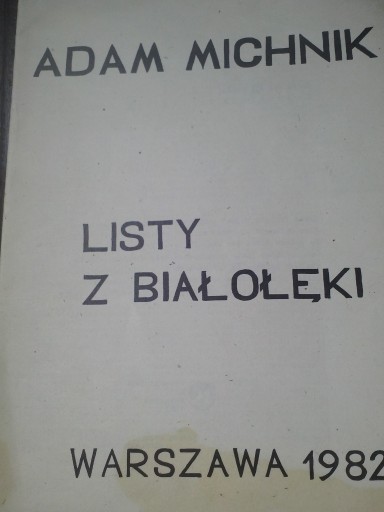 ADAM MICHNIK
LISTY
Z BIAŁOŁĘKI
WARSZAWA 1982